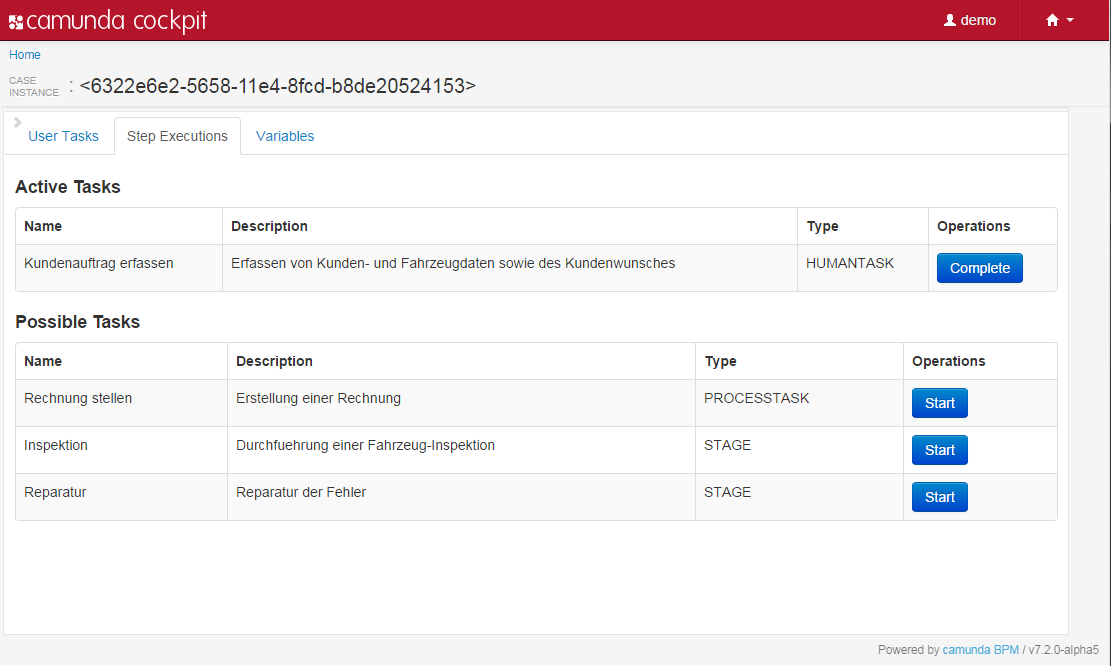 camunda cockpit demo
Home
CASE INSTANCE : <6322e6e2-5658-11e4-8fcd-b8de20524153>
User Tasks Step Executions Variables
Active Tasks
Name Description Type Operations
Kundenauftrag erfassen Erfassen von Kunden- und Fahrzeugdaten sowie des Kundenwunsches HUMANTASK Complete
Possible Tasks
Name Description Type Operations
Rechnung stellen Erstellung einer Rechnung PROCESSTASK Start
Inspektion Durchfuehrung einer Fahrzeug-Inspektion STAGE Start
Reparatur Reparatur der Fehler STAGE Start
Powered by camunda BPM / v7.2.0-alpha5